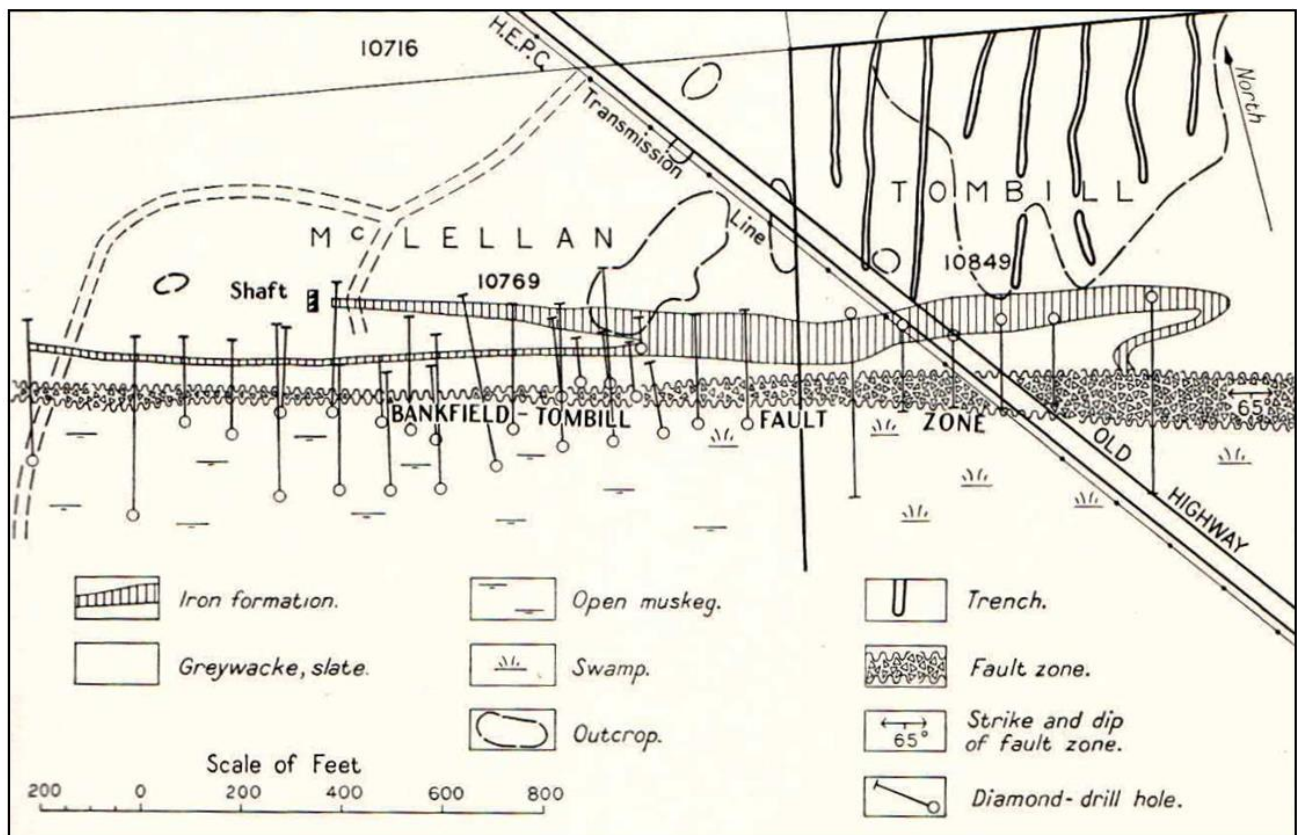 10716
H.E.P.C.
Transmission
Line
North
TOMBILL
McLELLAN
10849
10769
Shaft
BANKFIELD-TOMBILL FAULT ZONE
65°
OLD
HIGHWAY
Iron formation.
Open muskeg.
Trench.
Greywacke, slate.
Swamp.
Fault zone.
Outcrop.
65°
Strike and dip
of fault zone.
Diamond-drill hole.
Scale of Feet
200 0 200 400 600 800